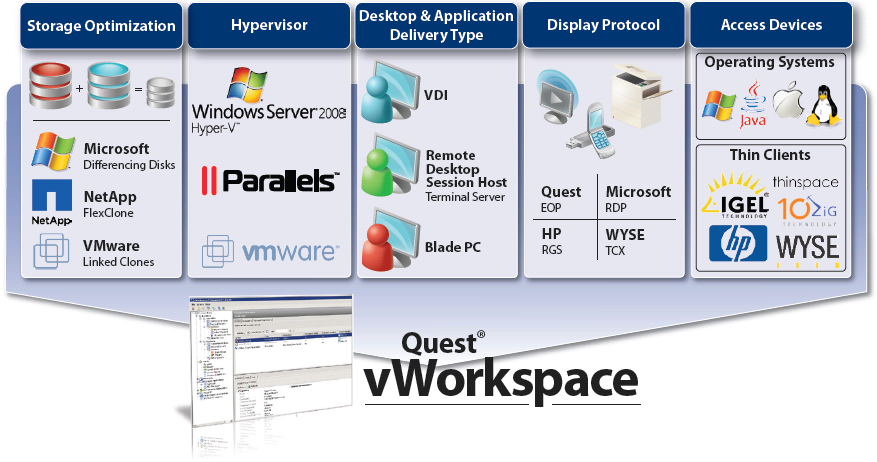 Storage Optimization
+
=
Microsoft
Differencing Disks
NetApp
NetApp
FlexClone
VMware
Linked Clones
Hypervisor
Windows Server 2008
Hyper-V™
Parallels™
vmware®
Desktop & Application
Delivery Type
VDI
Remote
Desktop
Session Host
Terminal Server
Blade PC
Display Protocol
Quest
EOP
Microsoft
RDP
HP
RGS
WYSE
TCX
Access Devices
Operating Systems
Java
Thin Clients
IGEL
TECHNOLOGY
thinspace
10ZiG
TECHNOLOGY
hp
WYSE
Quest®
vWorkspace